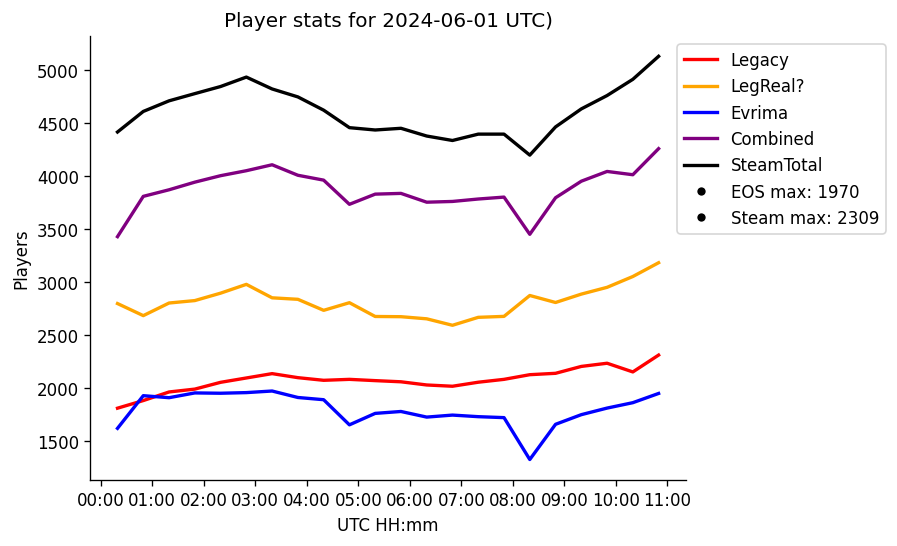 Player stats for 2024-06-01 UTC)
Legacy
LegReal?
Evrima
Combined
SteamTotal
EOS max: 1970
Steam max: 2309
Players
5000
4500
4000
3500
3000
2500
2000
1500
00:00 01:00 02:00 03:00 04:00 05:00 06:00 07:00 08:00 09:00 10:00 11:00
UTC HH:mm